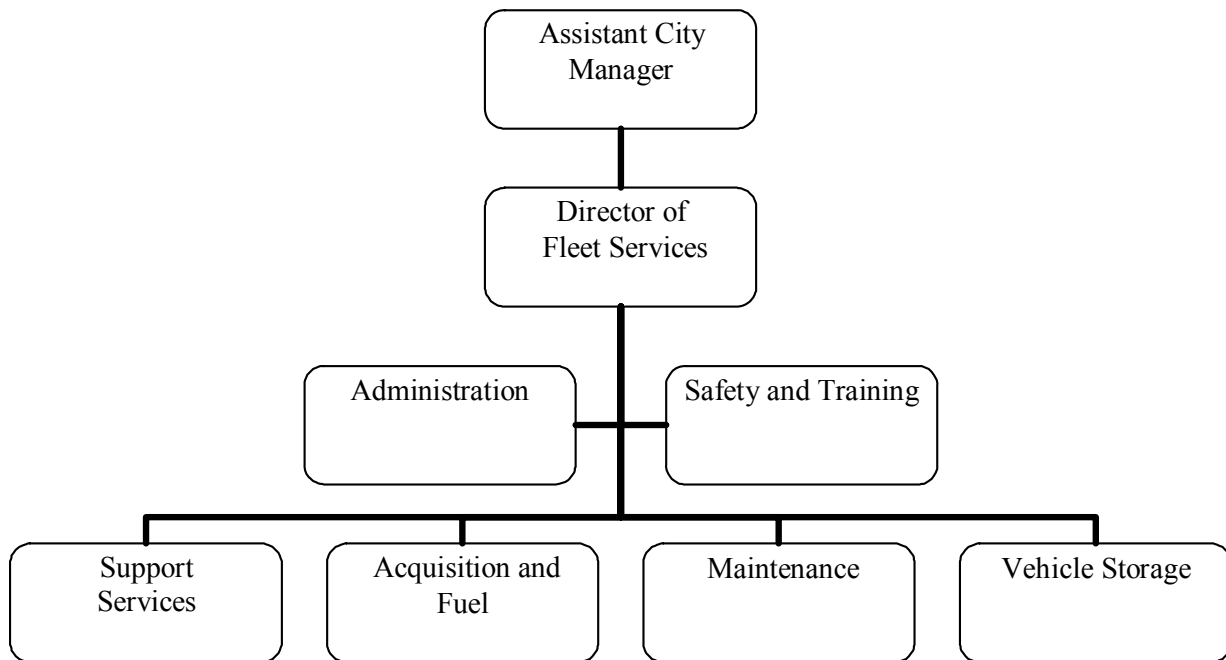 Assistant City
Manager
Director of
Fleet Services
Administration
Safety and Training
Support
Services
Acquisition and
Fuel
Maintenance
Vehicle Storage